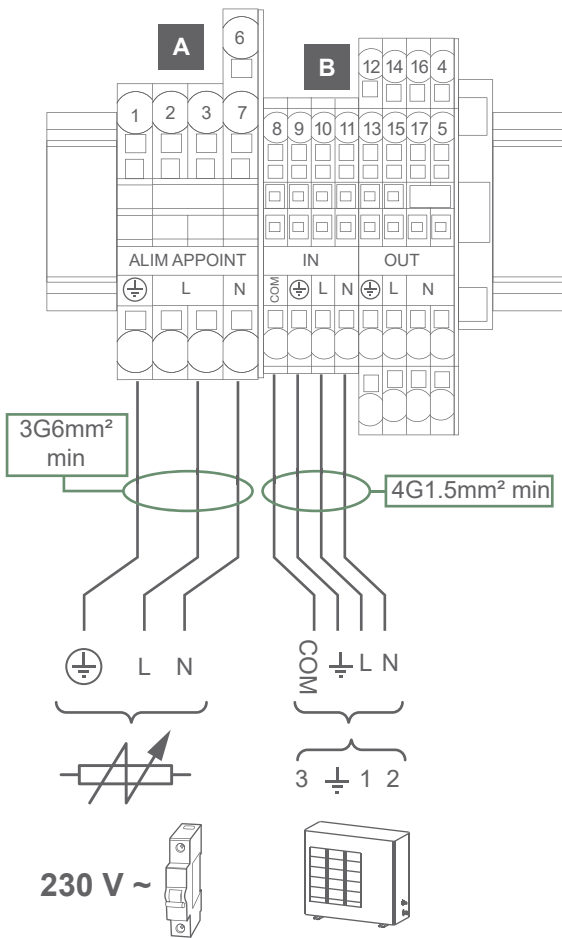 6
A
B
12 14 16 4
1 2 3 7
8 9 10 11 13 15 17 5
ALIM APPOINT IN OUT
L N COM L N L N
3G6mm² min
4G1.5mm² min
L N COM L N
3 1 2
230 V ~